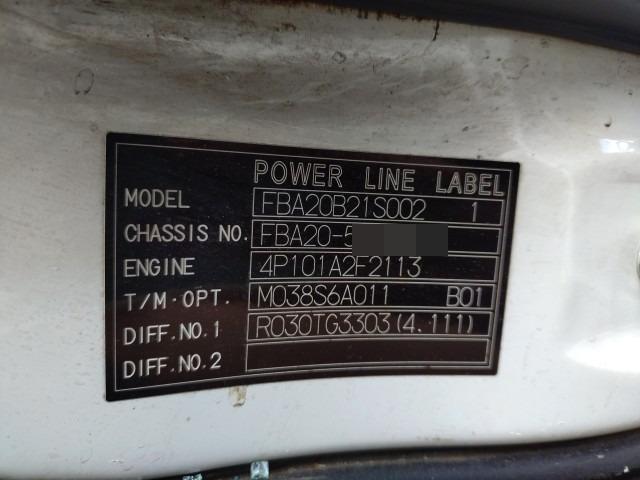 POWER LINE LABEL
MODEL FBA20B21S002 1
CHASSIS NO. FBA20-5
ENGINE 4P101A2F2113
T/M·OPT. M038S6A011 B01
DIFF.NO.1 R030TG3303(4.111)
DIFF.NO.2